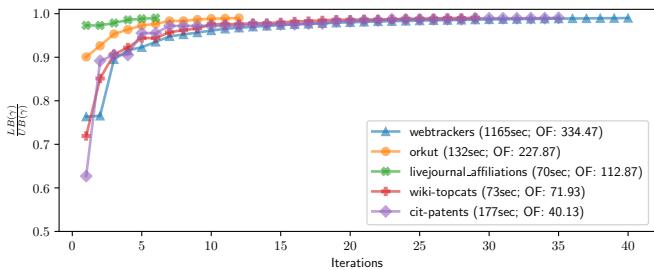 1.0
0.9
0.8
0.7
0.6
0.5
LB(γ)
UB(γ)
0 5 10 15 20 25 30 35 40
Iterations
webtrackers (1165sec; OF: 334.47)
orkut (132sec; OF: 227.87)
livejournal_affiliations (70sec; OF: 112.87)
wiki-topcats (73sec; OF: 71.93)
cit-patents (177sec; OF: 40.13)